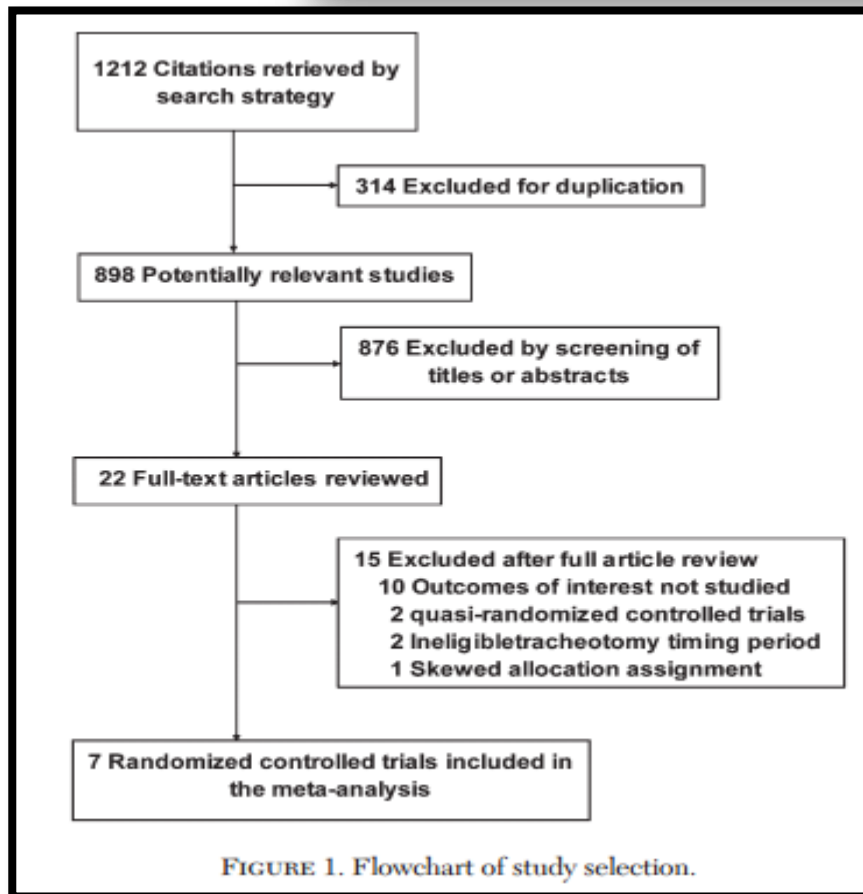 1212 Citations retrieved by
search strategy
314 Excluded for duplication
898 Potentially relevant studies
876 Excluded by screening of
titles or abstracts
22 Full-text articles reviewed
15 Excluded after full article review
10 Outcomes of interest not studied
2 quasi-randomized controlled trials
2 Ineligibletracheotomy timing period
1 Skewed allocation assignment
7 Randomized controlled trials included in
the meta-analysis
FIGURE 1. Flowchart of study selection.